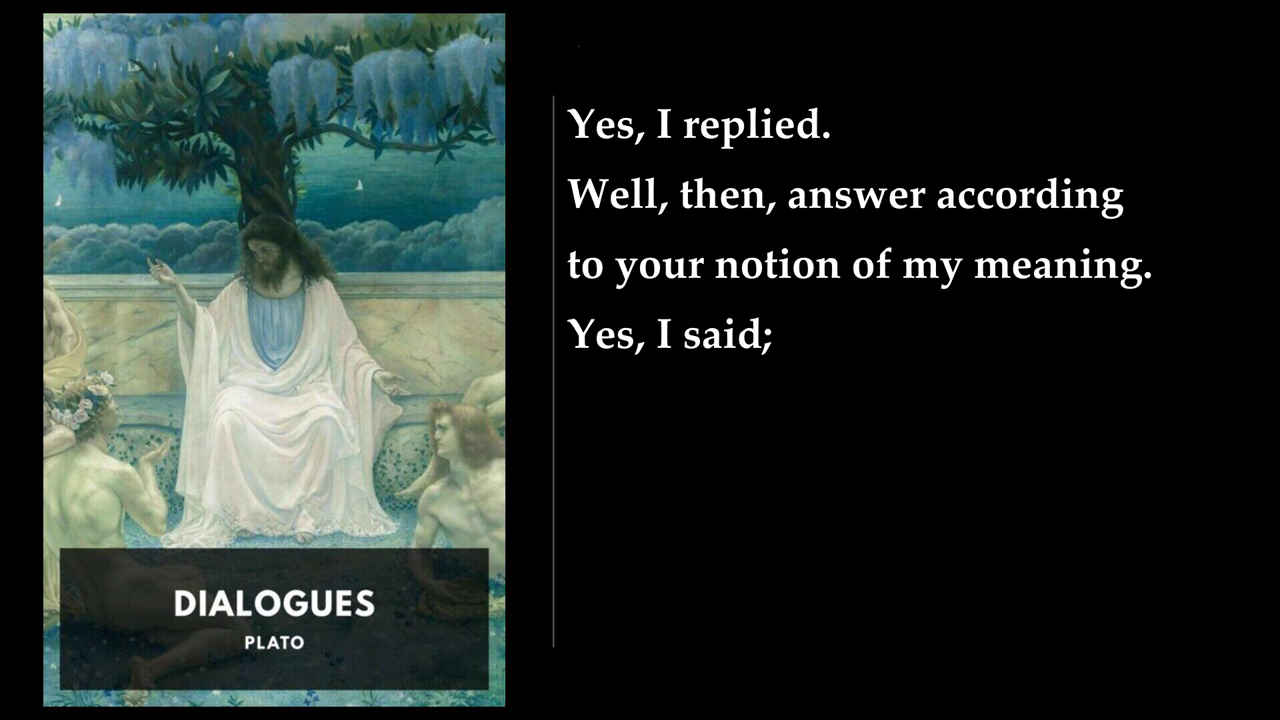 DIALOGUES
PLATO
Yes, I replied.
Well, then, answer according
to your notion of my meaning.
Yes, I said;